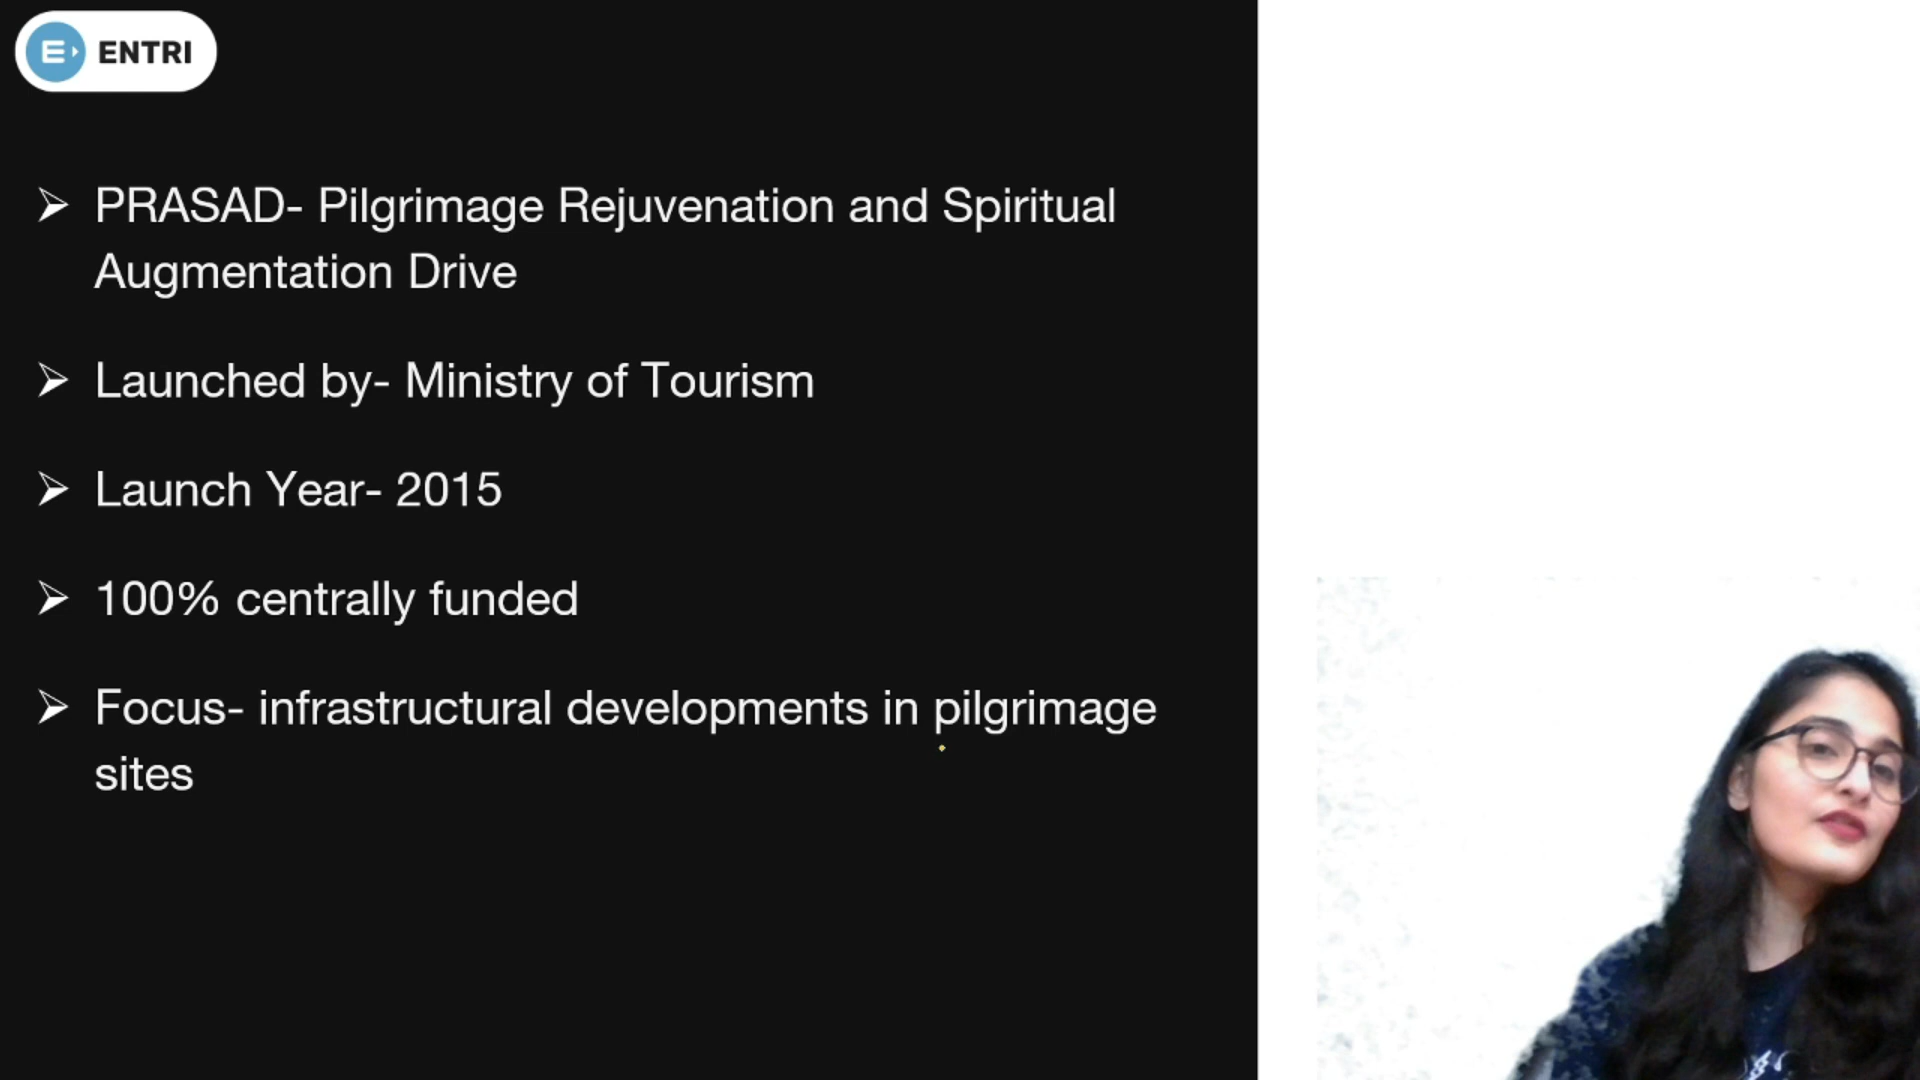 ENTRI
PRASAD- Pilgrimage Rejuvenation and Spiritual
Augmentation Drive
Launched by- Ministry of Tourism
Launch Year- 2015
100% centrally funded
Focus- infrastructural developments in pilgrimage
sites